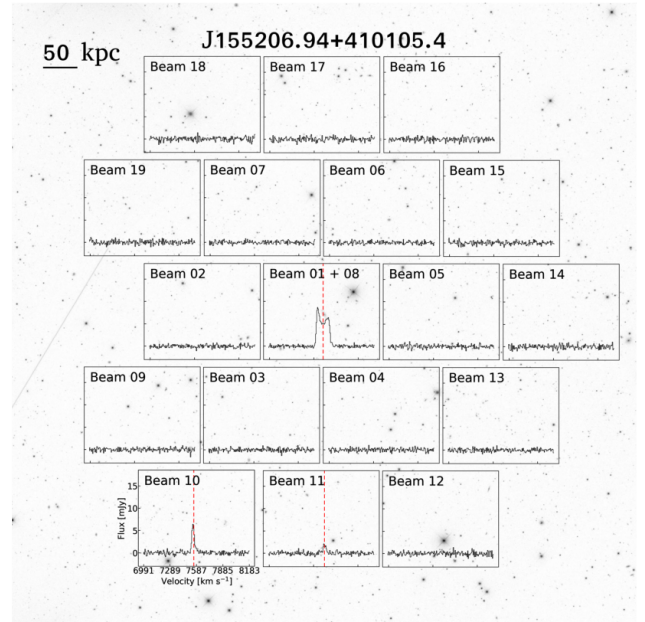 J155206.94+410105.4
50 kpc
Beam 18
Beam 17
Beam 16
Beam 19
Beam 07
Beam 06
Beam 15
Beam 02
Beam 01 + 08
Beam 05
Beam 14
Beam 09
Beam 03
Beam 04
Beam 13
Beam 10
Beam 11
Beam 12
15
10
5
0
Flux [mJy]
6991 7289 7587 7885 8183
Velocity [km s⁻¹]